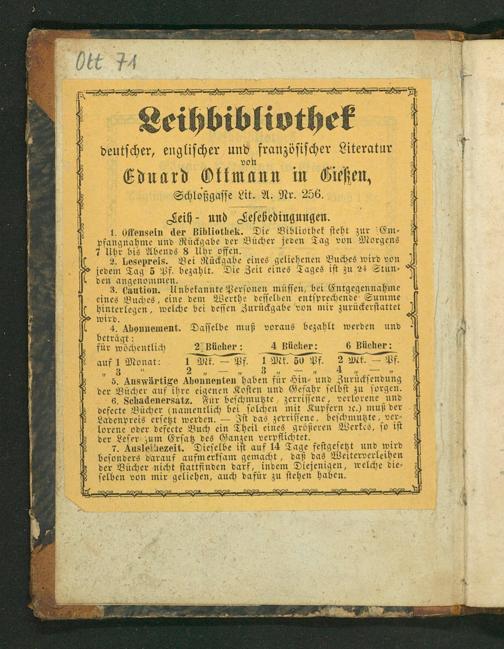 Ott 71
Leihbibliothek
deutscher, englischer und französischer Literatur
von
Eduard Ottmann in Gießen,
Schloßgasse Lit. A. Nr. 256.
Leih- und Lesebedingungen.
1. Offensein der Bibliothek. Die Bibliothek steht zur Em-
pfangnahme und Rückgabe der Bücher jeden Tag von Morgens
7 Uhr bis Abends 8 Uhr offen.
2. Lesepreis. Bei Rückgabe eines geliehenen Buches wird von
jedem Tag 5 Pf. bezahlt. Die Zeit eines Tages ist zu 24 Stun-
den angenommen.
3. Caution. Unbekannte Personen müssen, bei Entgegennahme
eines Buches, eine dem Werthe desselben entsprechende Summe
hinterlegen, welche bei dessen Zurückgabe von mir zurückerstattet
wird.
4. Abonnement. Dasselbe muß voraus bezahlt werden und
beträgt:
für wöchentlich 2 Bücher: 4 Bücher: 6 Bücher:
auf 1 Monat: 1 Mk. — Pf. 1 Mk. 50 Pf. 2 Mk. — Pf.
„ 3 „ 2 „ — „ 3 „ — „ 4 „ — „
5. Auswärtige Abonnenten haben für Hin- und Zurücksendung
der Bücher auf ihre eigenen Kosten und Gefahr selbst zu sorgen.
6. Schadenersatz. Für beschmutzte, zerrissene, verlorene und
defecte Bücher (namentlich bei solchen mit Kupfern ec.) muß der
Ladenpreis ersetzt werden. — Ist das zerrissene, beschmutzte, ver-
lorene oder defecte Buch ein Theil eines größeren Werkes, so ist
der Leser zum Ersatz des Ganzen verpflichtet.
7. Ausleihezeit. Dieselbe ist auf 14 Tage festgesetzt und wird
besonders darauf aufmerksam gemacht, daß das Weiterverleihen
der Bücher nicht stattfinden darf, indem Diejenigen, welche die-
selben von mir geliehen, auch dafür zu stehen haben.